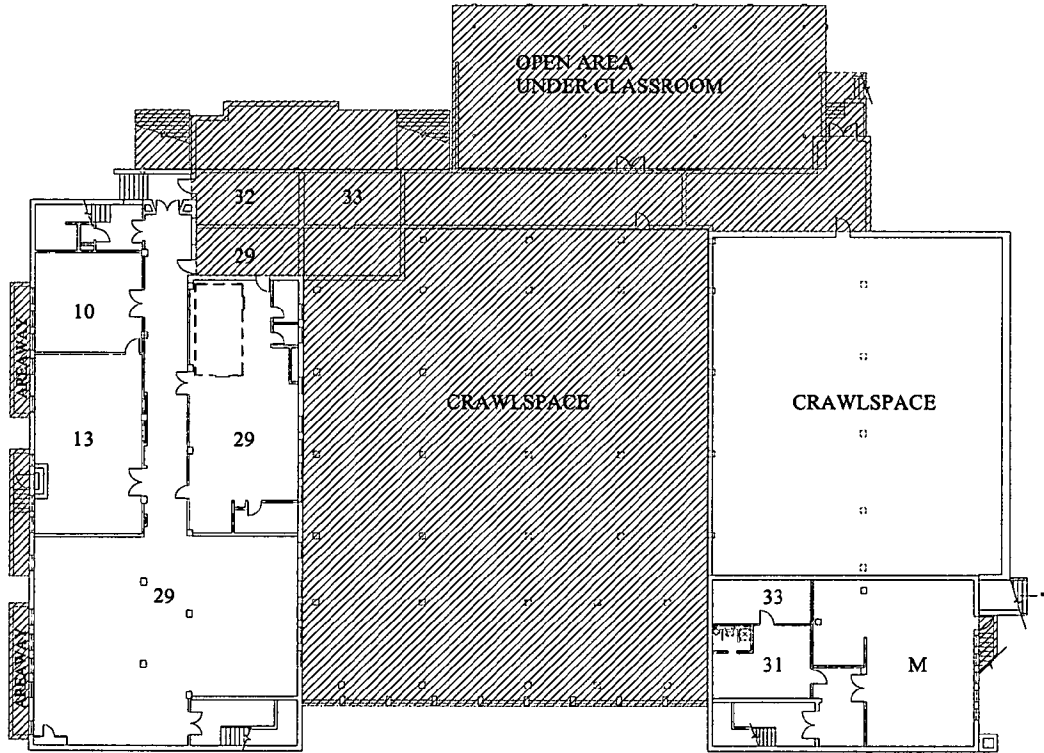 OPEN AREA
UNDER CLASSROOM
32
33
29
10
AREAWAY
CRAWLSPACE
CRAWLSPACE
13
29
29
33
31
M
AREAWAY